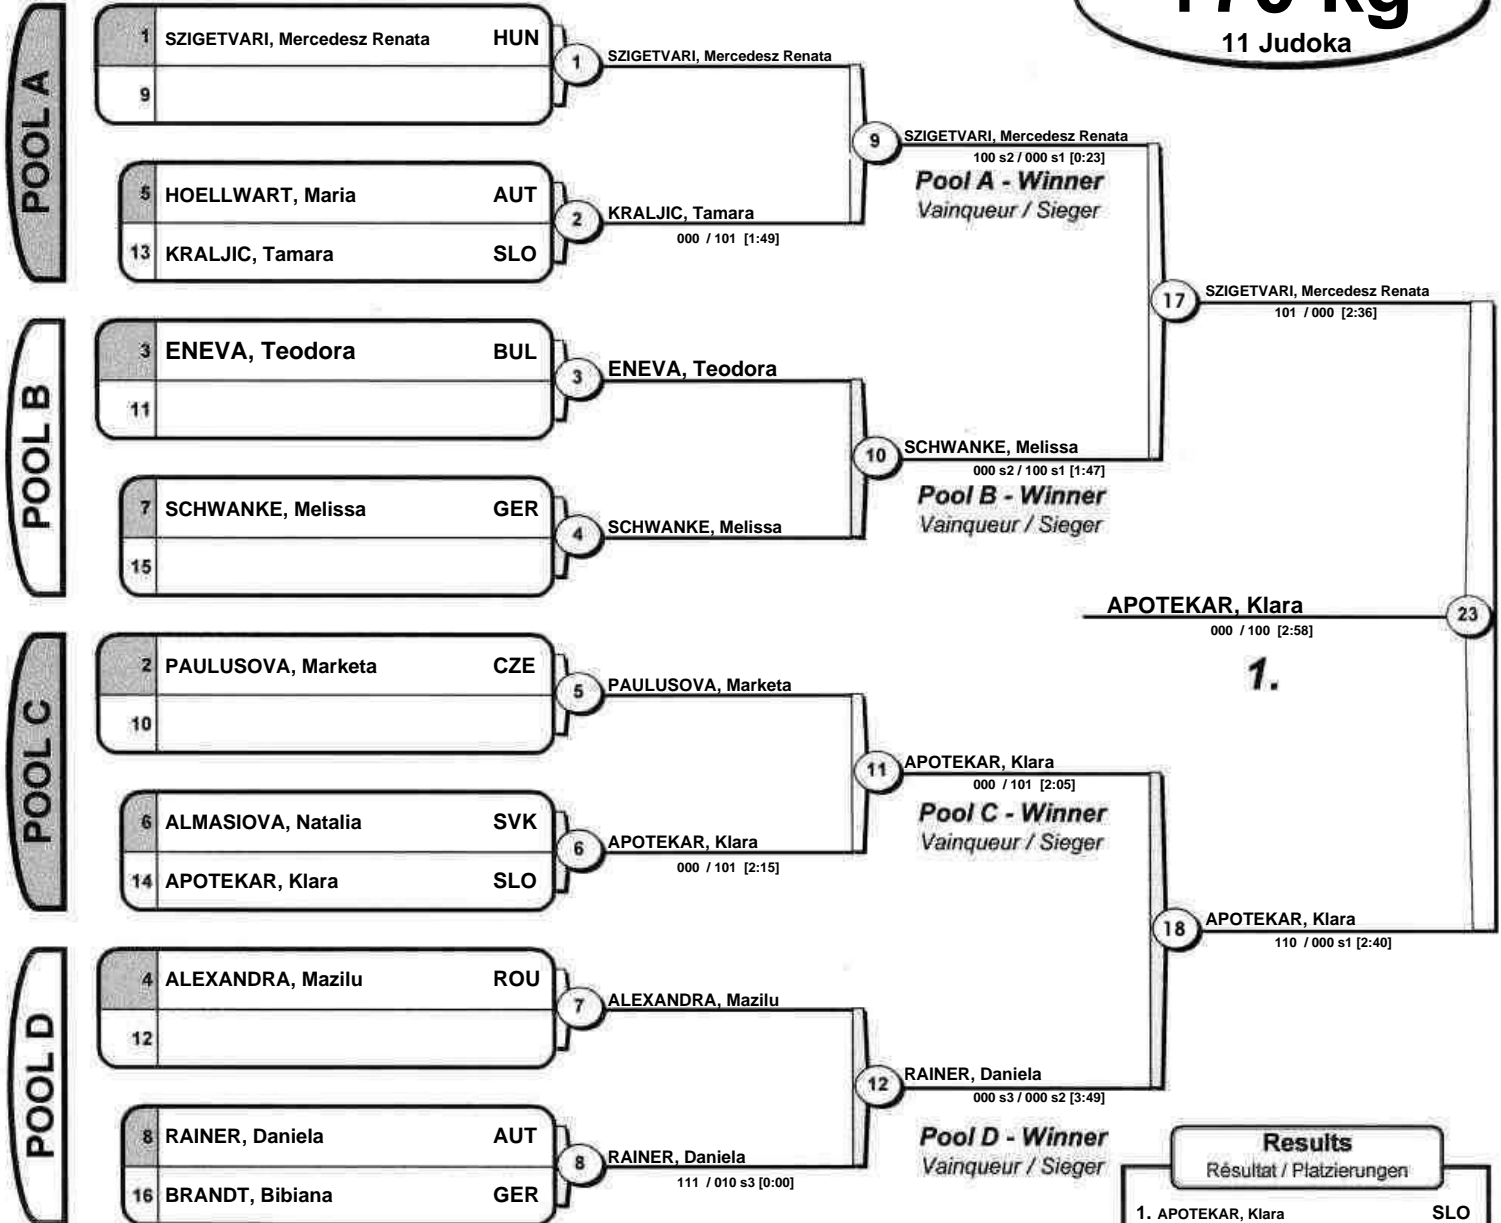 11 Judoka
POOL A
1 SZIGETVARI, Mercedesz Renata HUN
9
1
SZIGETVARI, Mercedesz Renata
5 HOELLWART, Maria AUT
13 KRALJIC, Tamara SLO
2
KRALJIC, Tamara
000 / 101 [1:49]
9
SZIGETVARI, Mercedesz Renata
100 s2 / 000 s1 [0:23]
Pool A - Winner
Vainqueur / Sieger
POOL B
3 ENEVA, Teodora BUL
11
3
ENEVA, Teodora
7 SCHWANKE, Melissa GER
15
4
SCHWANKE, Melissa
10
SCHWANKE, Melissa
000 s2 / 100 s1 [1:47]
Pool B - Winner
Vainqueur / Sieger
17
SZIGETVARI, Mercedesz Renata
101 / 000 [2:36]
APOTEKAR, Klara
000 / 100 [2:58]
23
1.
POOL C
2 PAULUSOVA, Marketa CZE
10
5
PAULUSOVA, Marketa
6 ALMASIOVA, Natalia SVK
14 APOTEKAR, Klara SLO
6
APOTEKAR, Klara
000 / 101 [2:15]
11
APOTEKAR, Klara
000 / 101 [2:05]
Pool C - Winner
Vainqueur / Sieger
18
APOTEKAR, Klara
110 / 000 s1 [2:40]
POOL D
4 ALEXANDRA, Mazilu ROU
12
7
ALEXANDRA, Mazilu
8 RAINER, Daniela AUT
16 BRANDT, Bibiana GER
8
RAINER, Daniela
111 / 010 s3 [0:00]
12
RAINER, Daniela
000 s3 / 000 s2 [3:49]
Pool D - Winner
Vainqueur / Sieger
Results
Résultat / Platzierungen
1. APOTEKAR, Klara SLO